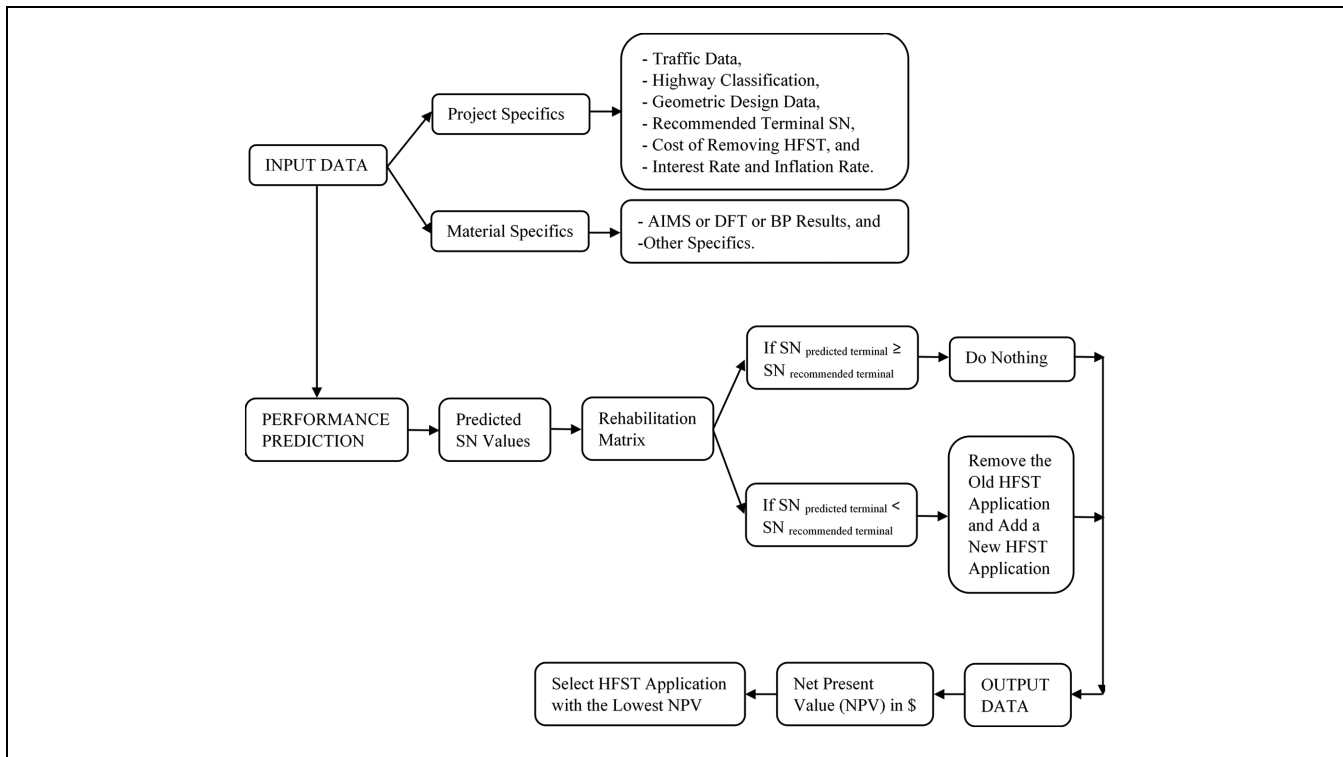 - Traffic Data,
- Highway Classification,
- Geometric Design Data,
- Recommended Terminal SN,
- Cost of Removing HFST, and
- Interest Rate and Inflation Rate.
Project Specifics
INPUT DATA
Material Specifics
- AIMS or DFT or BP Results, and
-Other Specifics.
If SN predicted terminal ≥
SN recommended terminal
Do Nothing
PERFORMANCE
PREDICTION
Predicted
SN Values
Rehabilitation
Matrix
If SN predicted terminal <
SN recommended terminal
Remove the
Old HFST
Application
and Add a
New HFST
Application
OUTPUT
DATA
Net Present
Value (NPV) in $
Select HFST Application
with the Lowest NPV